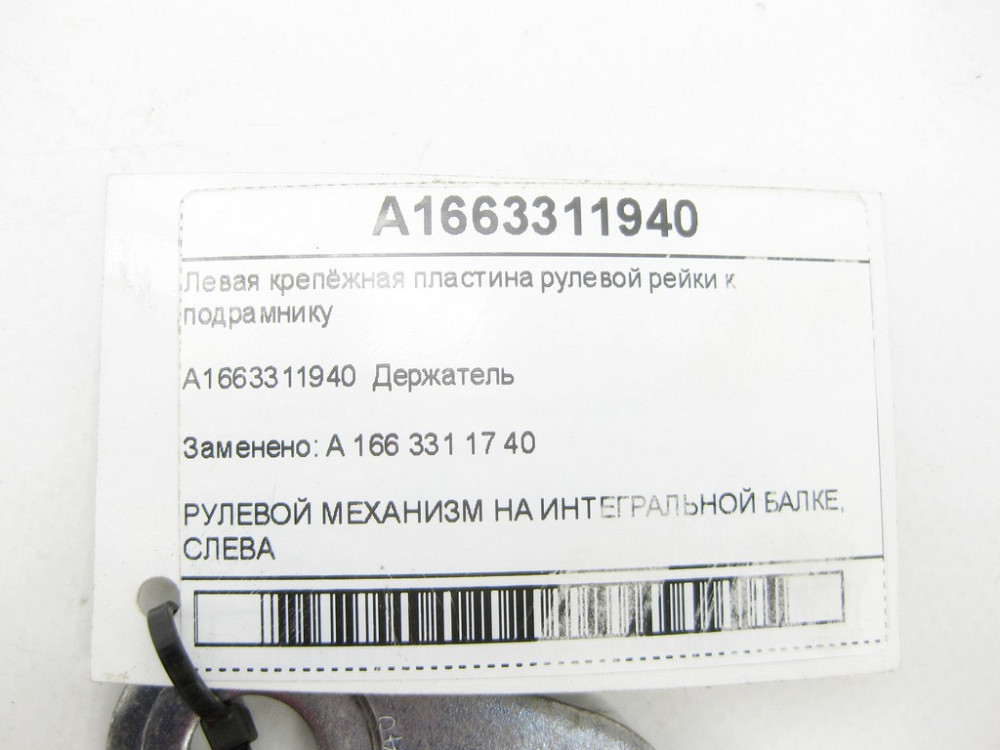 A1663311940
Левая крепёжная пластина рулевой рейки к
подрамнику
A1663311940 Держатель
Заменено: A 166 331 17 40
РУЛЕВОЙ МЕХАНИЗМ НА ИНТЕГРАЛЬНОЙ БАЛКЕ,
СЛЕВА